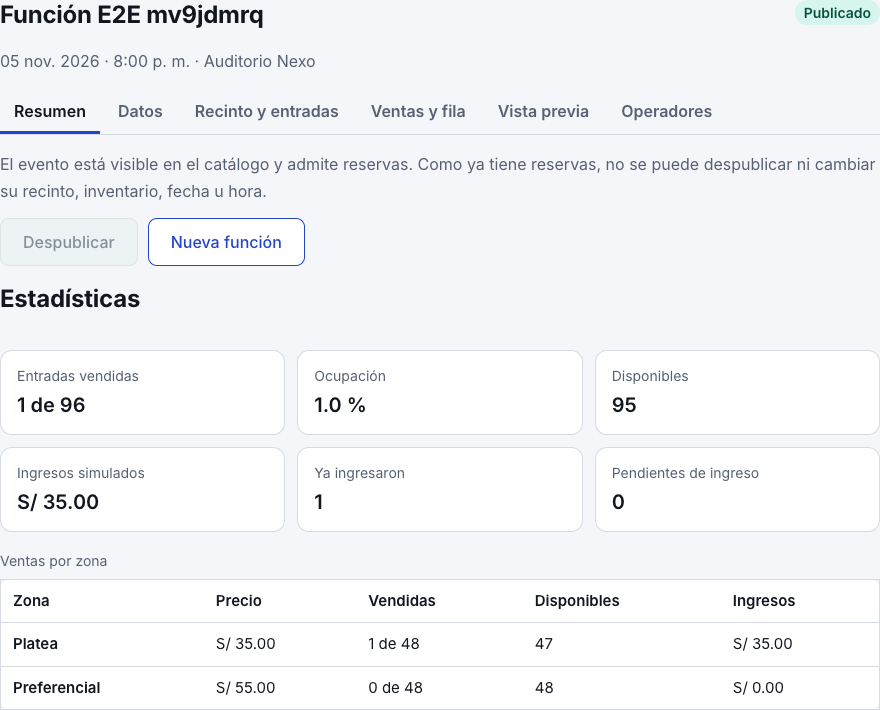 Función E2E mv9jdmrq
Publicado
05 nov. 2026 · 8:00 p. m. · Auditorio Nexo
Resumen Datos Recinto y entradas Ventas y fila Vista previa Operadores
El evento está visible en el catálogo y admite reservas. Como ya tiene reservas, no se puede despublicar ni cambiar
su recinto, inventario, fecha u hora.
Despublicar Nueva función
Estadísticas
Entradas vendidas
1 de 96
Ocupación
1.0 %
Disponibles
95
Ingresos simulados
S/ 35.00
Ya ingresaron
1
Pendientes de ingreso
0
Ventas por zona
Zona Precio Vendidas Disponibles Ingresos
Platea S/ 35.00 1 de 48 47 S/ 35.00
Preferencial S/ 55.00 0 de 48 48 S/ 0.00